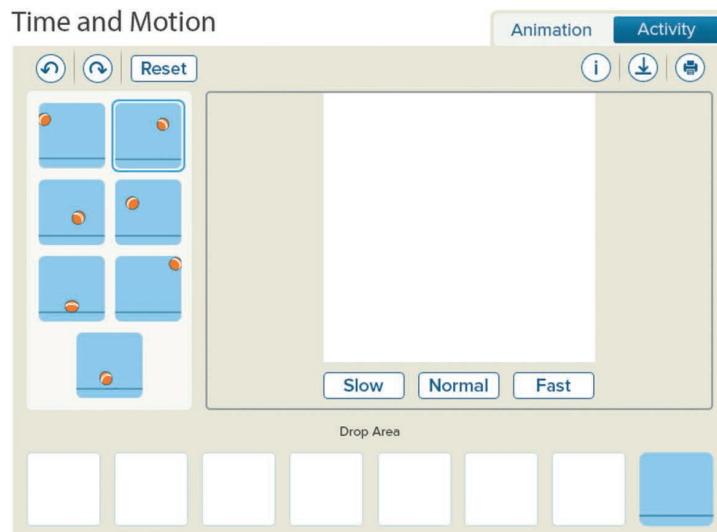 Time and Motion
Animation
Activity
Reset
i
Slow
Normal
Fast
Drop Area